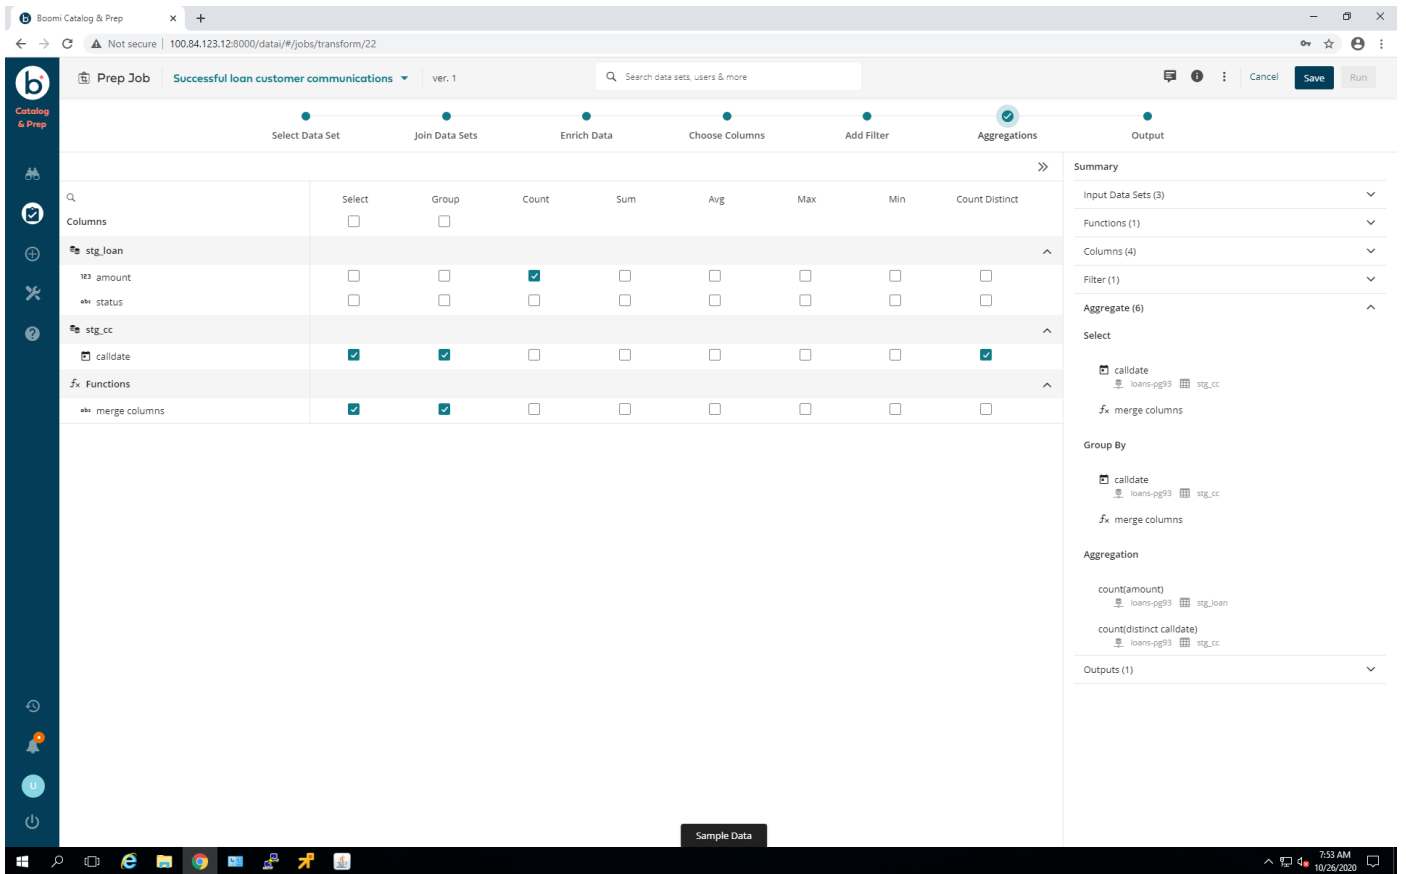 Boomi Catalog & Prep
Not secure | 100.84.123.12:8000/datai/#/jobs/transform/22
b
Catalog & Prep
Prep Job
Successful loan customer communications
ver. 1
Search data sets, users & more
Cancel
Save
Run
Select Data Set
Join Data Sets
Enrich Data
Choose Columns
Add Filter
Aggregations
Output
Select Group Count Sum Avg Max Min Count Distinct
Columns
stg_loan
123 amount
abc status
stg_cc
calldate
fx Functions
abc merge columns
Summary
Input Data Sets (3)
Functions (1)
Columns (4)
Filter (1)
Aggregate (6)
Select
calldate
loans-pg93 stg_cc
fx merge columns
Group By
calldate
loans-pg93 stg_cc
fx merge columns
Aggregation
count(amount)
loans-pg93 stg_loan
count(distinct calldate)
loans-pg93 stg_cc
Outputs (1)
U
Sample Data
7:53 AM
10/26/2020